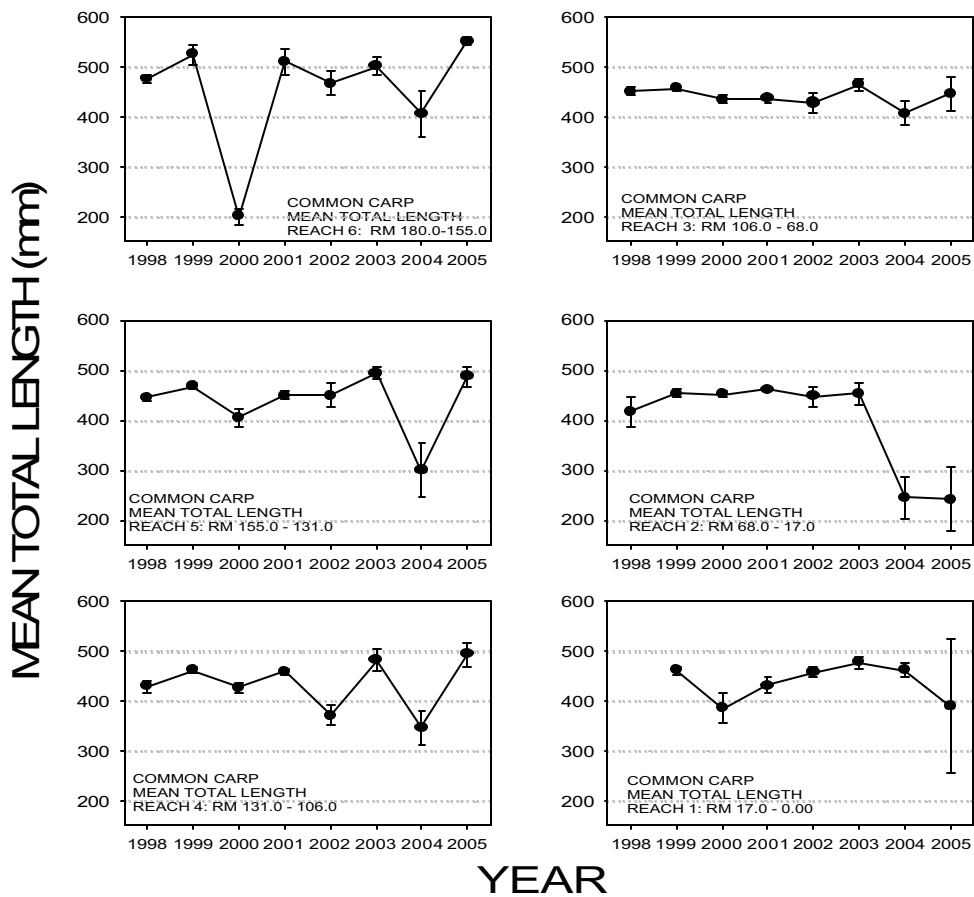 MEAN TOTAL LENGTH (mm)
600
500
400
300
200
COMMON CARP
MEAN TOTAL LENGTH
REACH 6: RM 180.0-155.0
1998 1999 2000 2001 2002 2003 2004 2005
600
500
400
300
200
COMMON CARP
MEAN TOTAL LENGTH
REACH 3: RM 106.0 - 68.0
1998 1999 2000 2001 2002 2003 2004 2005
600
500
400
300
200
COMMON CARP
MEAN TOTAL LENGTH
REACH 5: RM 155.0 - 131.0
1998 1999 2000 2001 2002 2003 2004 2005
600
500
400
300
200
COMMON CARP
MEAN TOTAL LENGTH
REACH 2: RM 68.0 - 17.0
1998 1999 2000 2001 2002 2003 2004 2005
600
500
400
300
200
COMMON CARP
MEAN TOTAL LENGTH
REACH 4: RM 131.0 - 106.0
1998 1999 2000 2001 2002 2003 2004 2005
600
500
400
300
200
COMMON CARP
MEAN TOTAL LENGTH
REACH 1: RM 17.0 - 0.00
1998 1999 2000 2001 2002 2003 2004 2005
YEAR